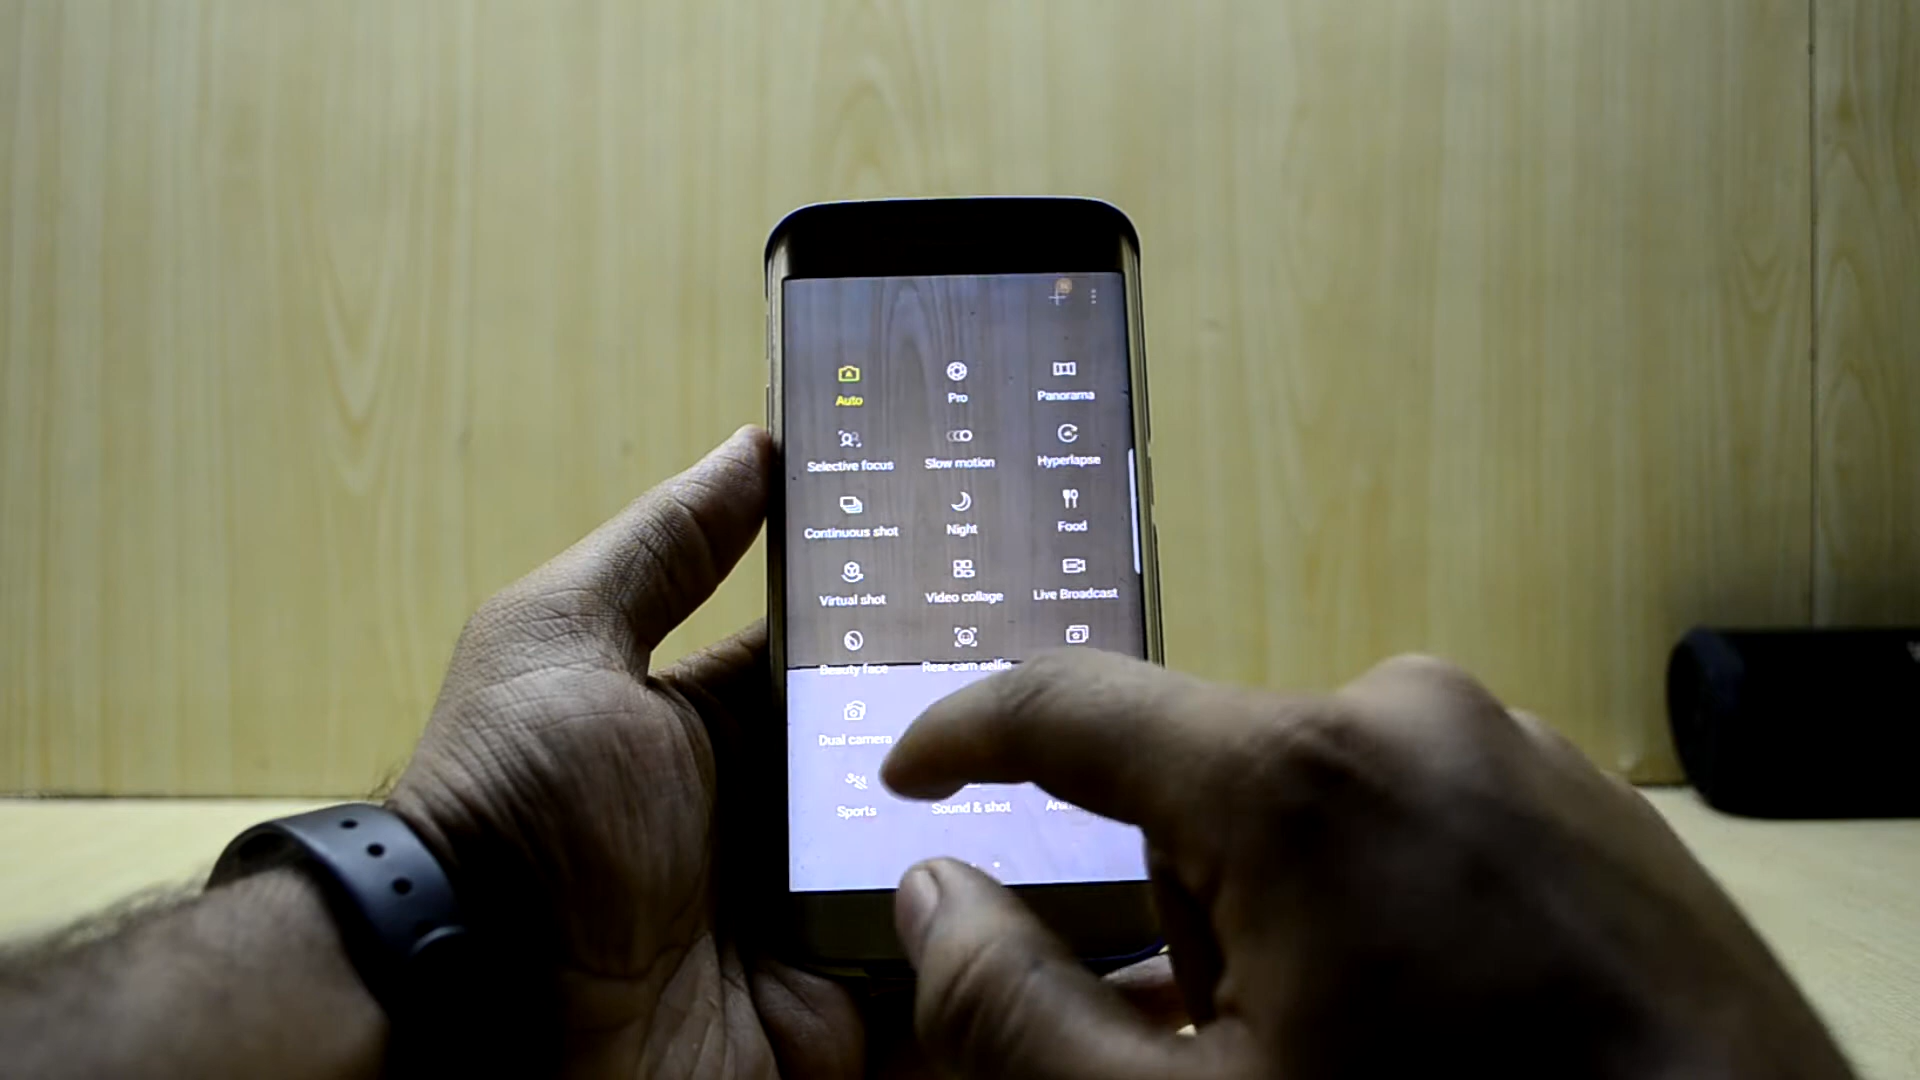 Auto Pro Panorama
Selective focus Slow motion Hyperlapse
Continuous shot Night Food
Virtual shot Video collage Live Broadcast
Beauty face Rear-cam selfie
Dual camera
Sports Sound & shot